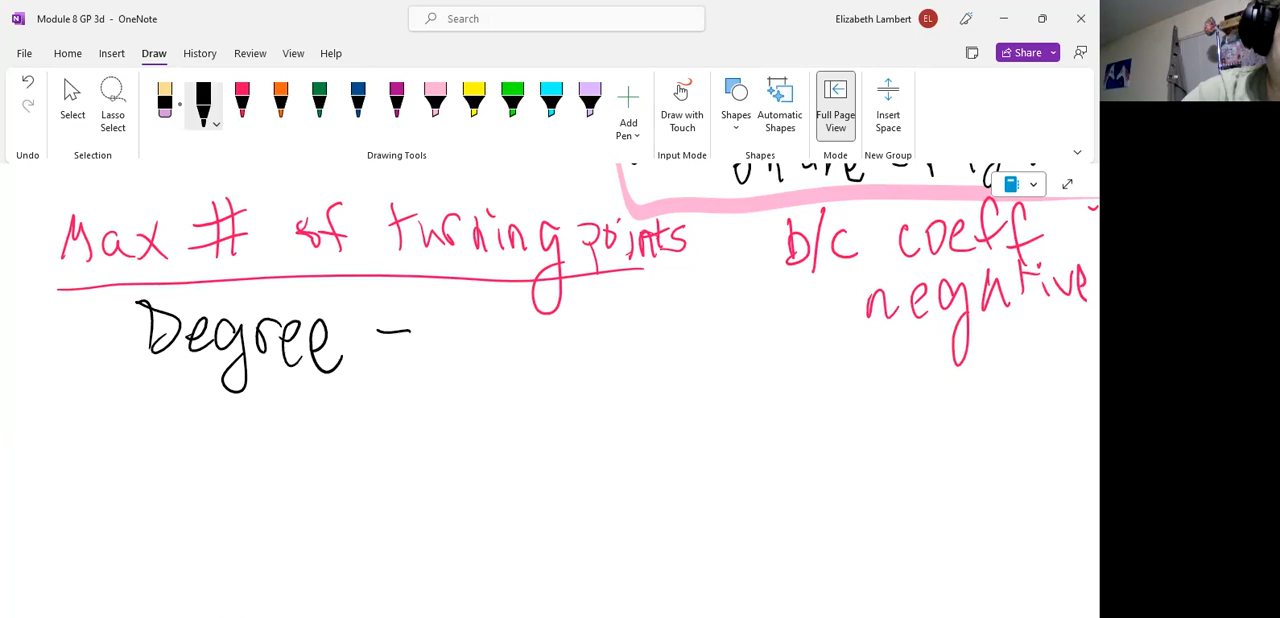 Module 8 GP 3d - OneNote
Search
Elizabeth Lambert
EL
File Home Insert Draw History Review View Help
Share
Undo
Select
Lasso Select
Add Pen
Draw with Touch
Shapes
Automatic Shapes
Full Page View
Insert Space
Undo Selection Drawing Tools Input Mode Shapes Mode New Group
Max # of turning points
b/c coeff
negative
Degree -